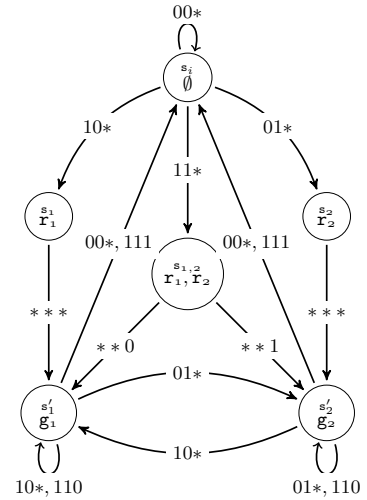 00∗
s_i
∅
10∗
01∗
11∗
s_1
r_1
s_2
r_2
00∗, 111
s_{1,2}
r_1, r_2
00∗, 111
∗∗∗
∗∗∗
∗∗0
∗∗1
01∗
s'_1
g_1
s'_2
g_2
10∗
10∗, 110
01∗, 110